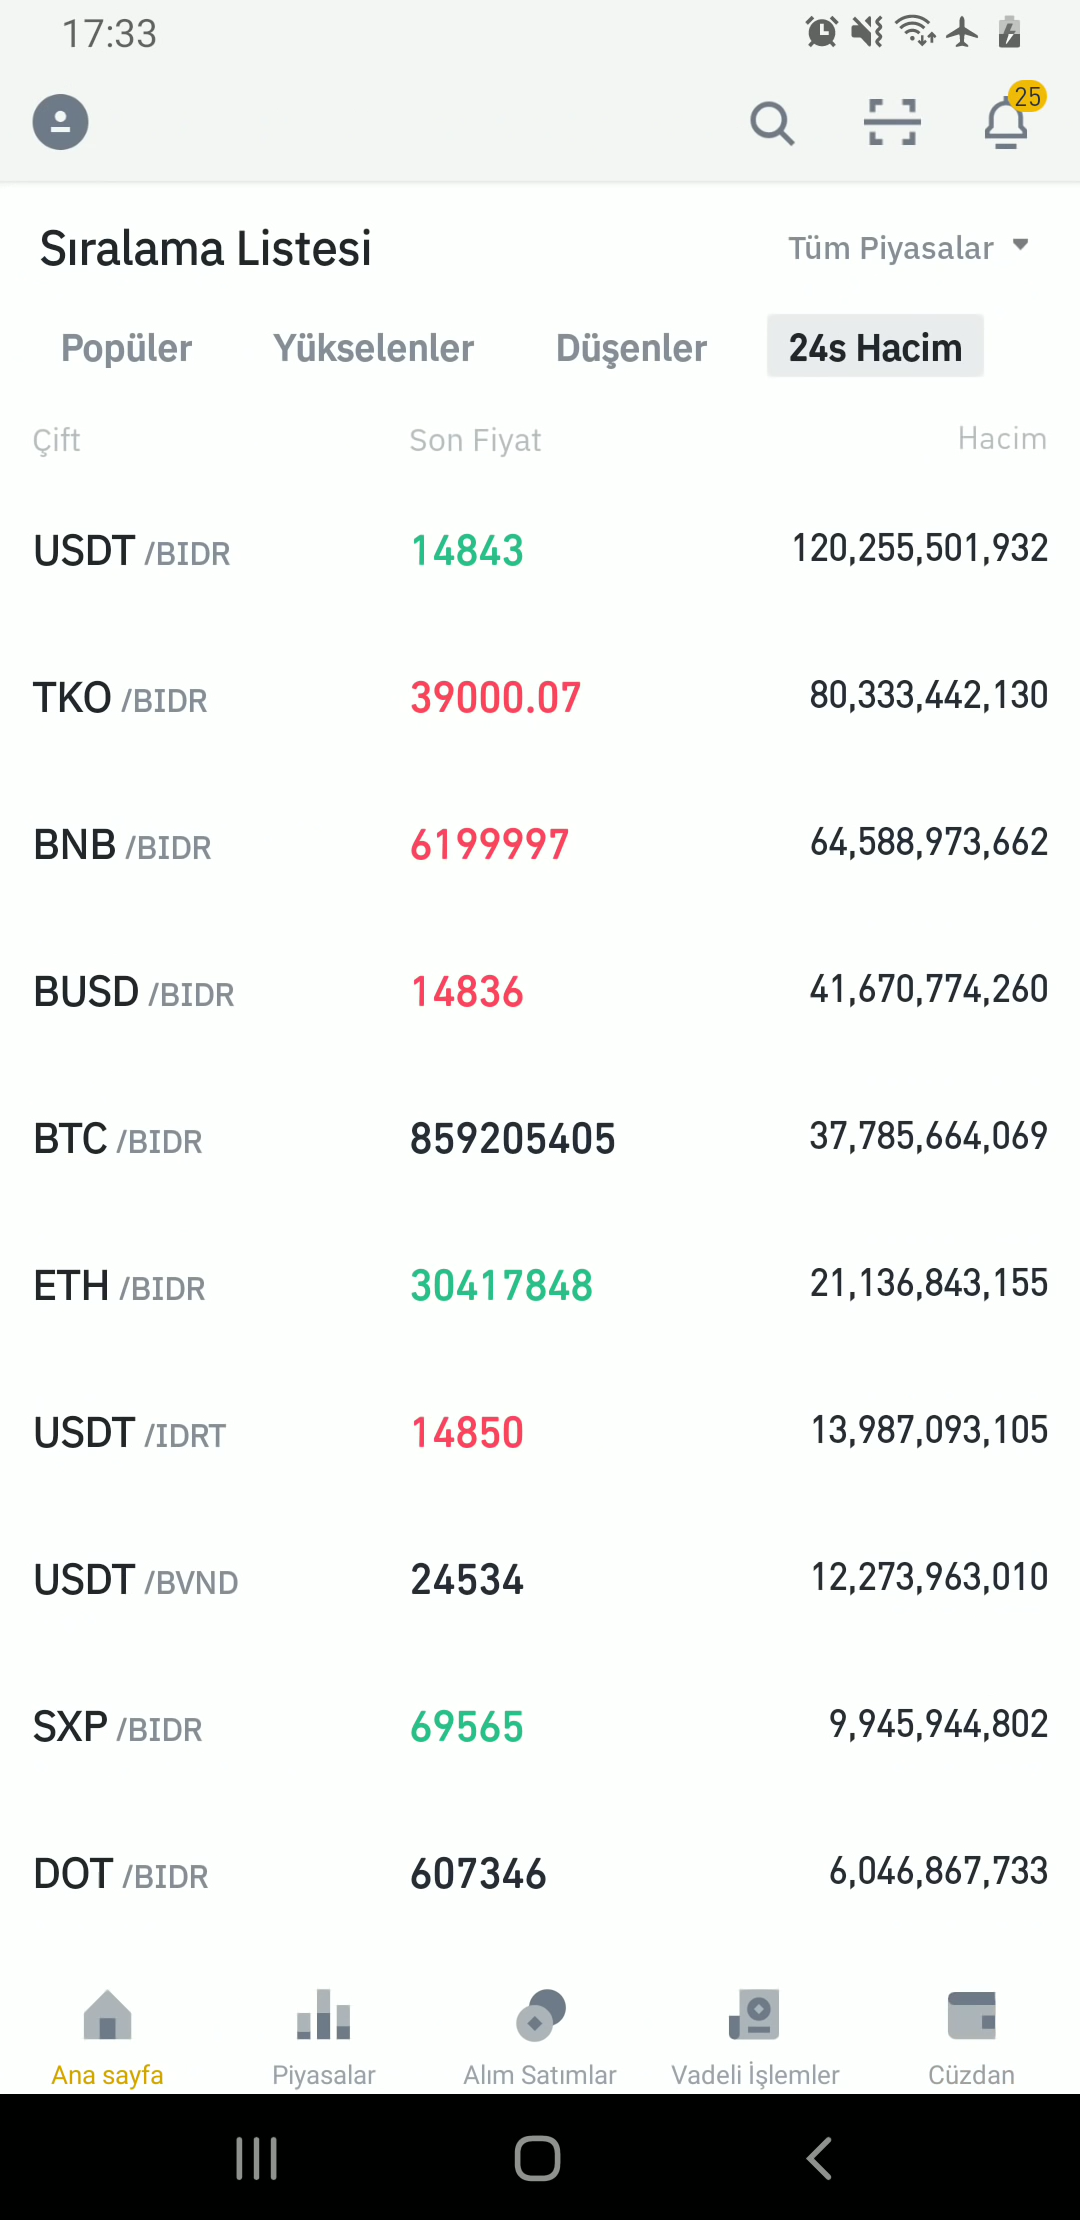 17:33
25
Sıralama Listesi
Tüm Piyasalar
Popüler Yükselenler Düşenler 24s Hacim
Çift Son Fiyat Hacim
USDT /BIDR 14843 120,255,501,932
TKO /BIDR 39000.07 80,333,442,130
BNB /BIDR 6199997 64,588,973,662
BUSD /BIDR 14836 41,670,774,260
BTC /BIDR 859205405 37,785,664,069
ETH /BIDR 30417848 21,136,843,155
USDT /IDRT 14850 13,987,093,105
USDT /BVND 24534 12,273,963,010
SXP /BIDR 69565 9,945,944,802
DOT /BIDR 607346 6,046,867,733
Ana sayfa Piyasalar Alım Satımlar Vadeli İşlemler Cüzdan